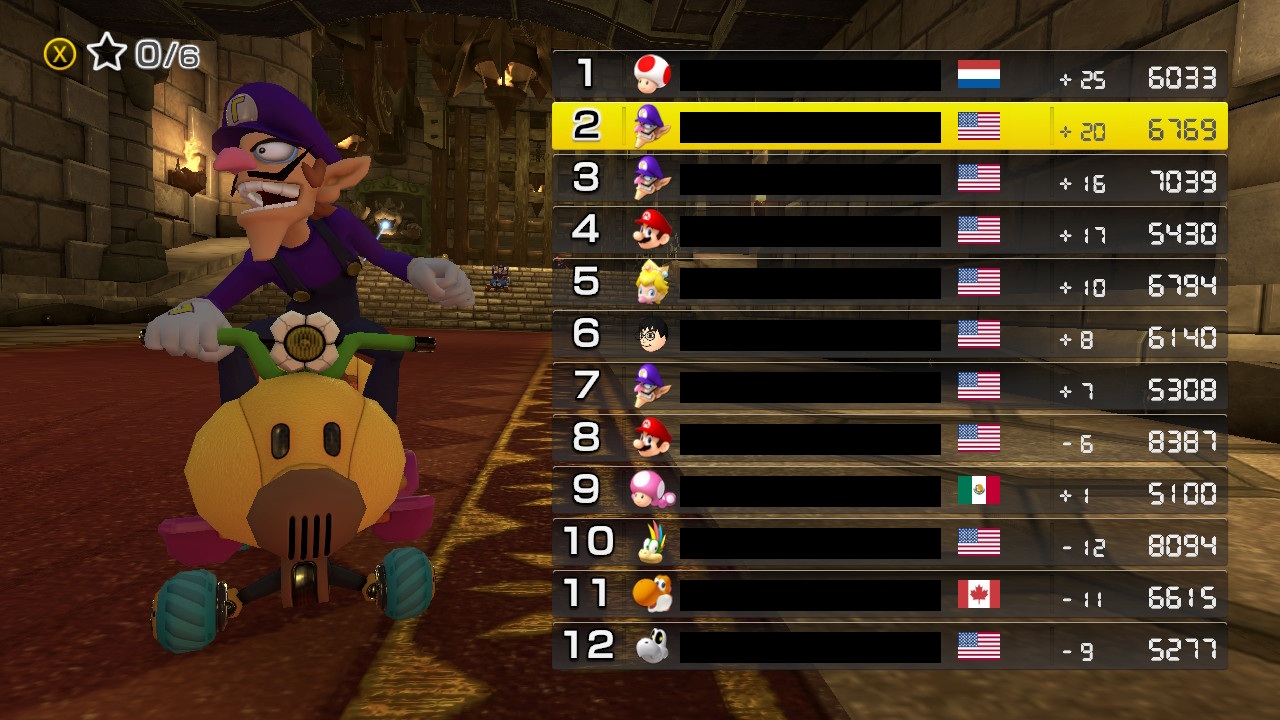 X 0/6
1 + 25 6033
2 + 20 6769
3 + 16 7039
4 + 17 5430
5 + 10 6794
6 + 8 6140
7 + 7 5308
8 - 6 8387
9 + 1 5100
10 - 12 8094
11 - 11 6615
12 - 9 5277